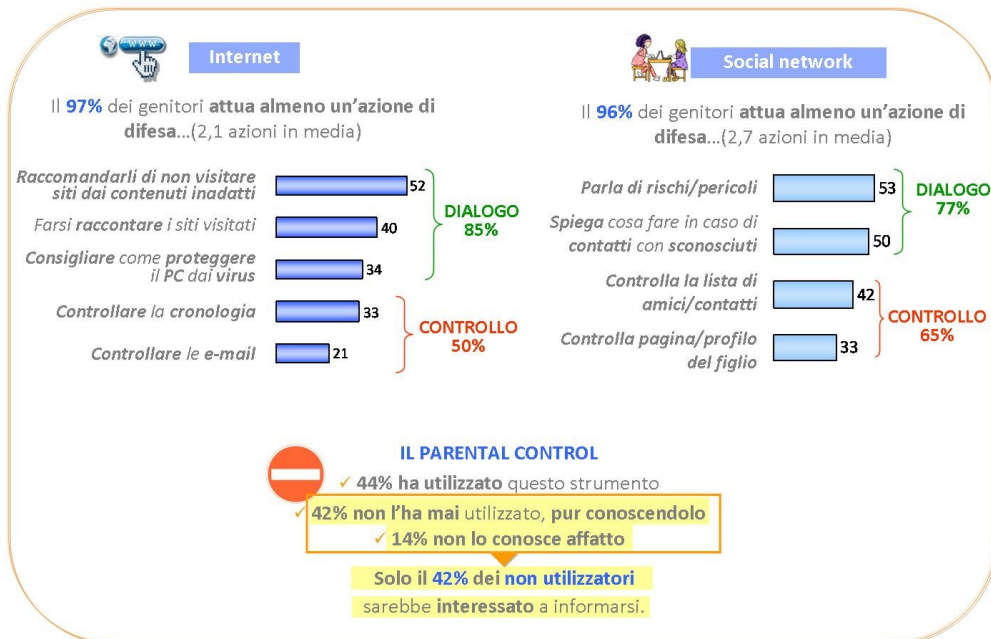 www
Internet
Il 97% dei genitori attua almeno un'azione di
difesa...(2,1 azioni in media)
Raccomandarli di non visitare
siti dai contenuti inadatti
52
Farsi raccontare i siti visitati
40
Consigliare come proteggere
il PC dai virus
34
DIALOGO
85%
Controllare la cronologia
33
Controllare le e-mail
21
CONTROLLO
50%
Social network
Il 96% dei genitori attua almeno un'azione di
difesa...(2,7 azioni in media)
Parla di rischi/pericoli
53
Spiega cosa fare in caso di
contatti con sconosciuti
50
DIALOGO
77%
Controlla la lista di
amici/contatti
42
Controlla pagina/profilo
del figlio
33
CONTROLLO
65%
IL PARENTAL CONTROL
✓ 44% ha utilizzato questo strumento
✓ 42% non l'ha mai utilizzato, pur conoscendolo
✓ 14% non lo conosce affatto
Solo il 42% dei non utilizzatori
sarebbe interessato a informarsi.